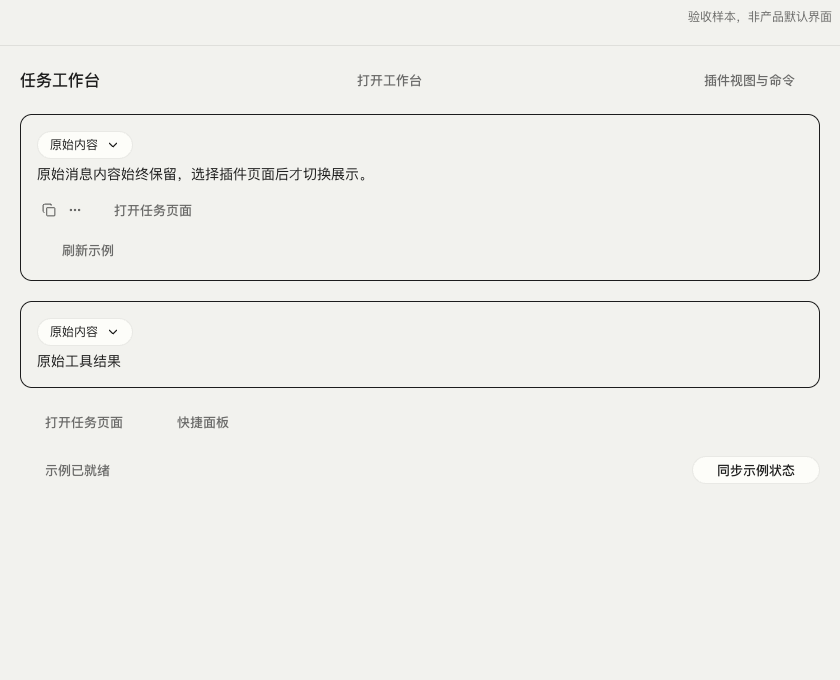 验收样本，非产品默认界面
任务工作台
打开工作台
插件视图与命令
原始内容
原始消息内容始终保留，选择插件页面后才切换展示。
打开任务页面
刷新示例
原始内容
原始工具结果
打开任务页面
快捷面板
示例已就绪
同步示例状态